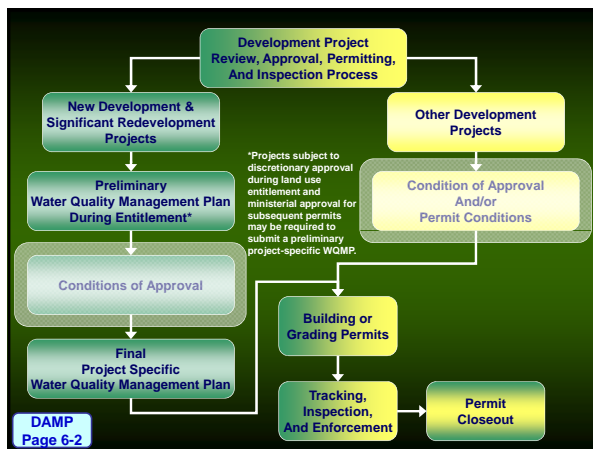 Development Project
Review, Approval, Permitting,
And Inspection Process
New Development &
Significant Redevelopment
Projects
Other Development
Projects
*Projects subject to
discretionary approval
during land use
entitlement and
ministerial approval for
subsequent permits
may be required to
submit a preliminary
project-specific WQMP.
Preliminary
Water Quality Management Plan
During Entitlement*
Condition of Approval
And/or
Permit Conditions
Conditions of Approval
Building or
Grading Permits
Final
Project Specific
Water Quality Management Plan
Tracking,
Inspection,
And Enforcement
Permit
Closeout
DAMP
Page 6-2